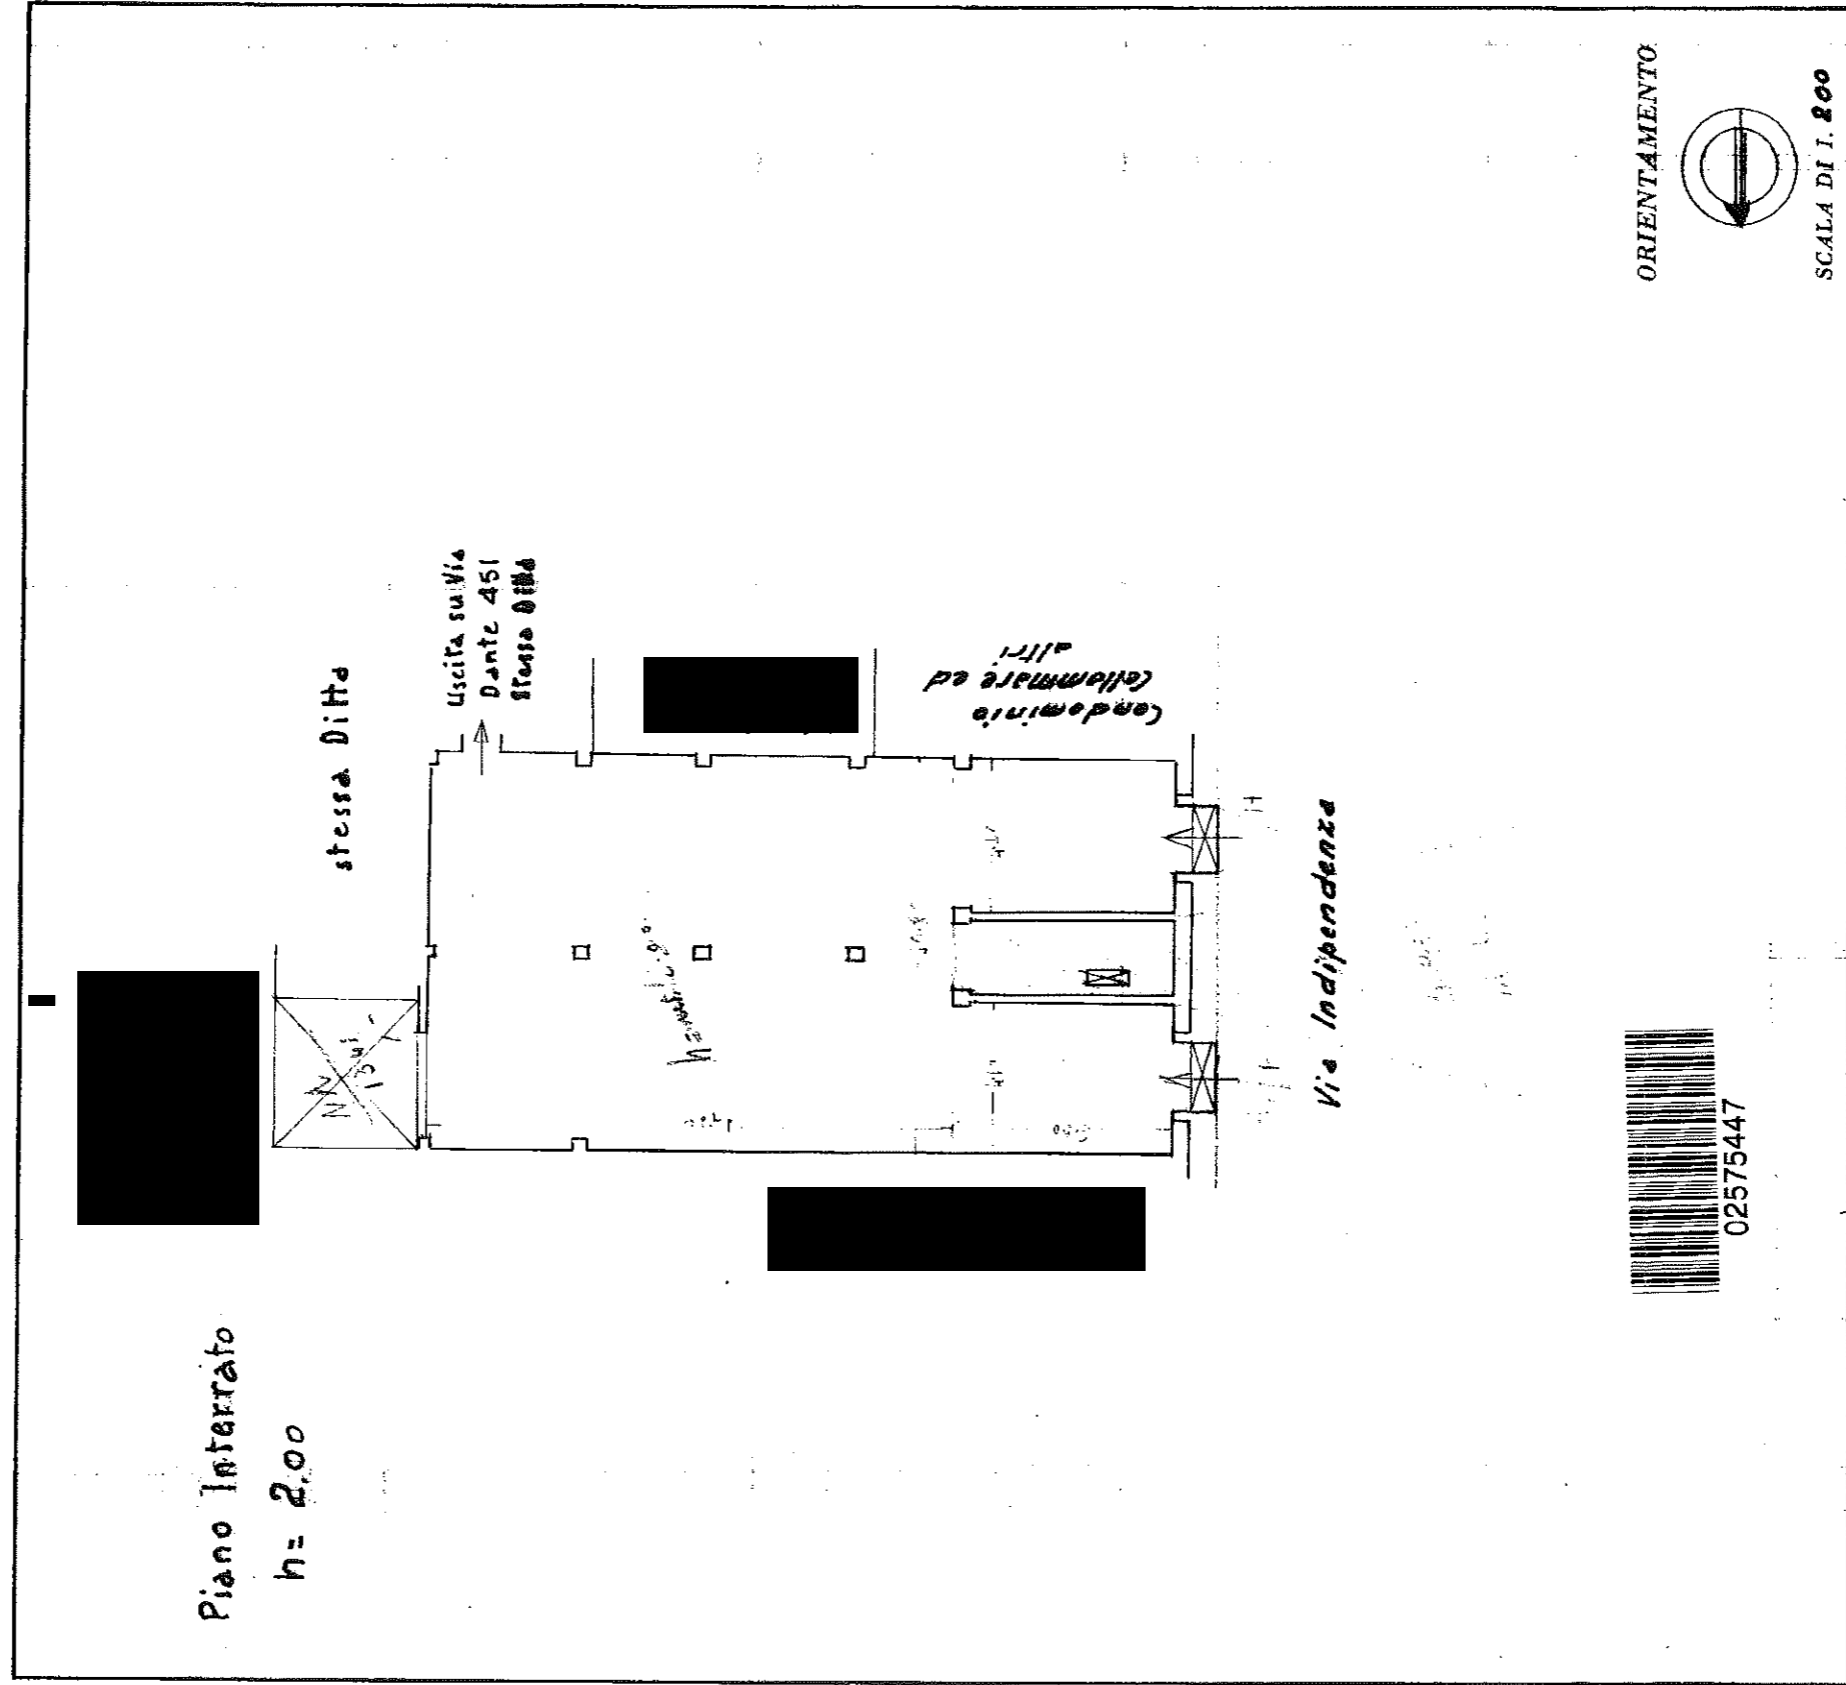 Piano Interrato
h= 2.00
stessa Ditta
Uscita su Via
Dante 451
Stessa Ditta
Condominio
Cellammare ed
altri
Via Indipendenza
ORIENTAMENTO
SCALA DI 1. 200
02575447